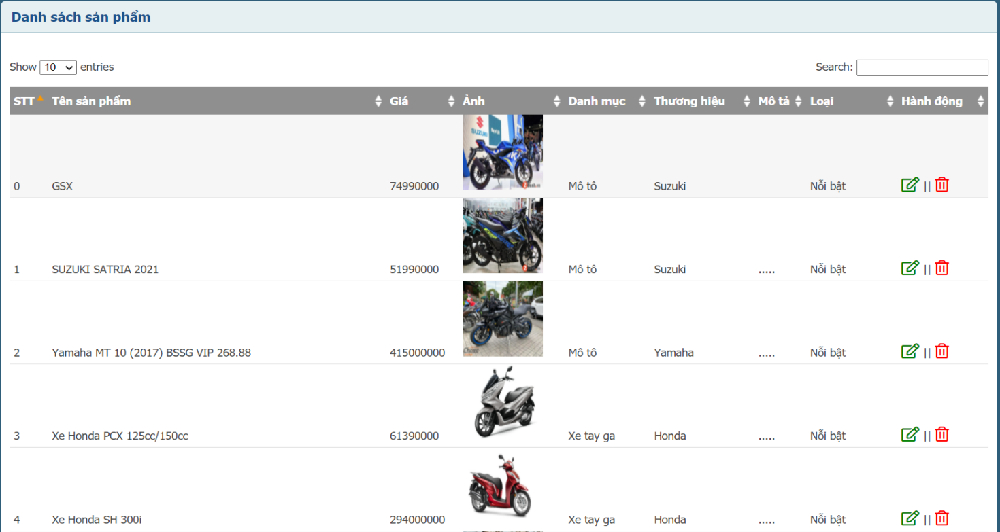 Danh sách sản phẩm
Show 10 entries
Search:
STT Tên sản phẩm Giá Ảnh Danh mục Thương hiệu Mô tả Loại Hành động
SUZUKI
0 GSX 74990000 Mô tô Suzuki Nỗi bật ||
1 SUZUKI SATRIA 2021 51990000 Mô tô Suzuki ..... Nỗi bật ||
2 Yamaha MT 10 (2017) BSSG VIP 268.88 415000000 Mô tô Yamaha ..... Nỗi bật ||
3 Xe Honda PCX 125cc/150cc 61390000 Xe tay ga Honda ..... Nỗi bật ||
4 Xe Honda SH 300i 294000000 Xe tay ga Honda ..... Nỗi bật ||